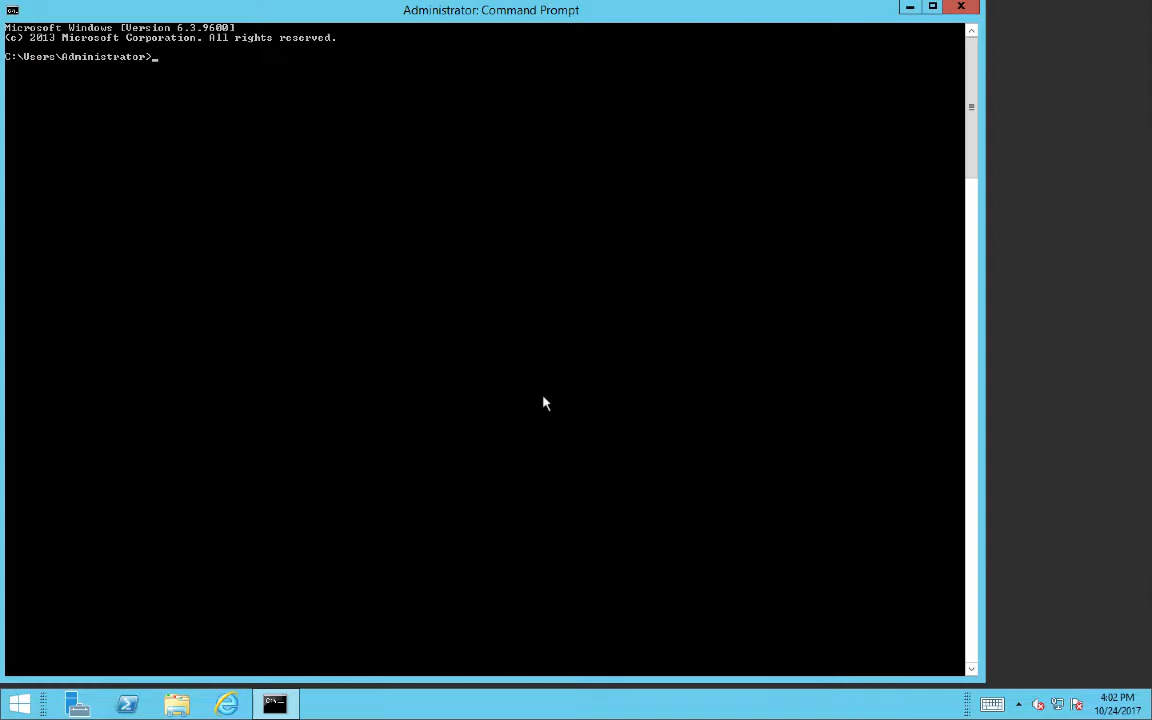 Administrator: Command Prompt
Microsoft Windows [Version 6.3.9600]
(c) 2013 Microsoft Corporation. All rights reserved.
C:\Users\Administrator>_
4:02 PM
10/24/2017